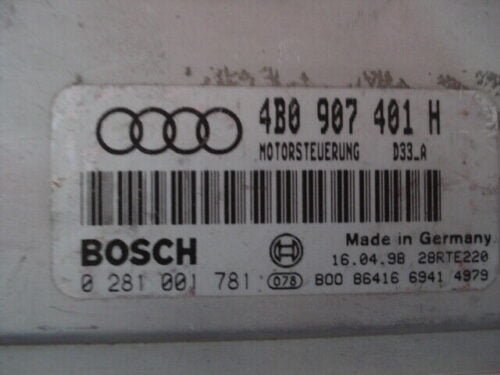 4B0 907 401 H
MOTORSTEUERUNG D33_A
BOSCH
Made in Germany
16.04.98 28RTE220
0 281 001 781 078 800 86416 6941 4979